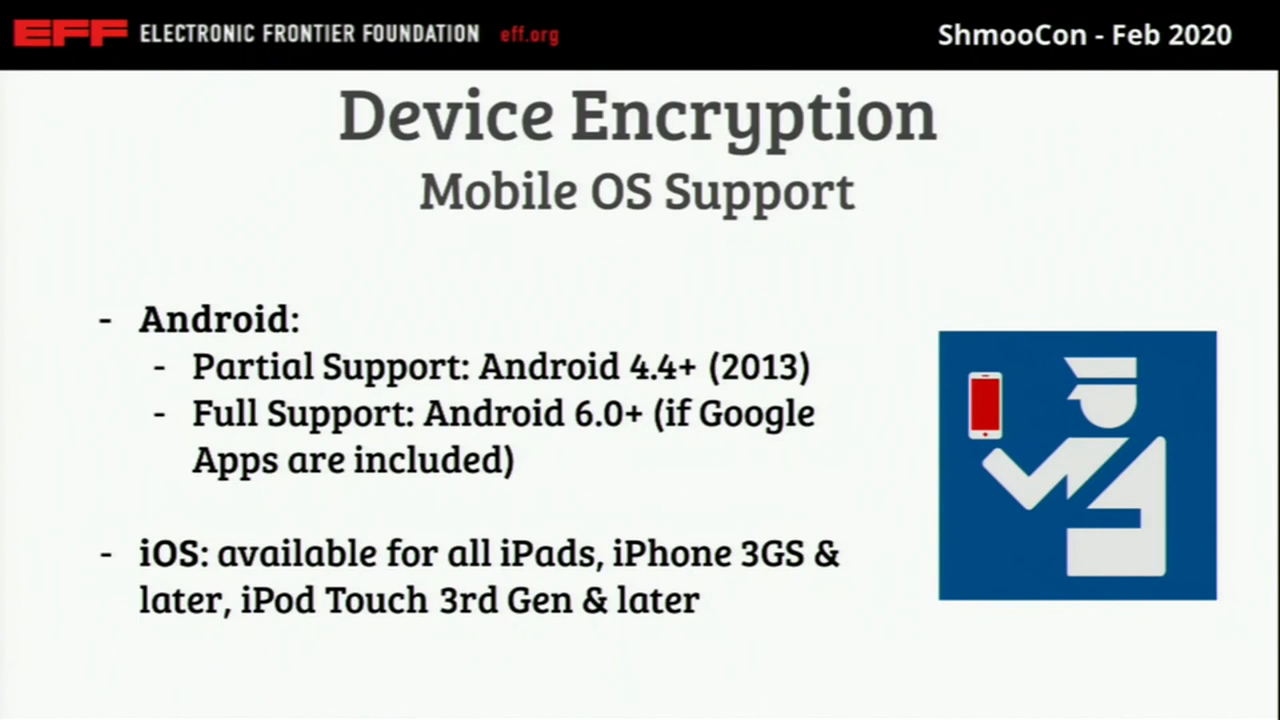 EFF ELECTRONIC FRONTIER FOUNDATION eff.org
ShmooCon - Feb 2020
Device Encryption
Mobile OS Support
- Android:
- Partial Support: Android 4.4+ (2013)
- Full Support: Android 6.0+ (if Google
Apps are included)
- iOS: available for all iPads, iPhone 3GS &
later, iPod Touch 3rd Gen & later